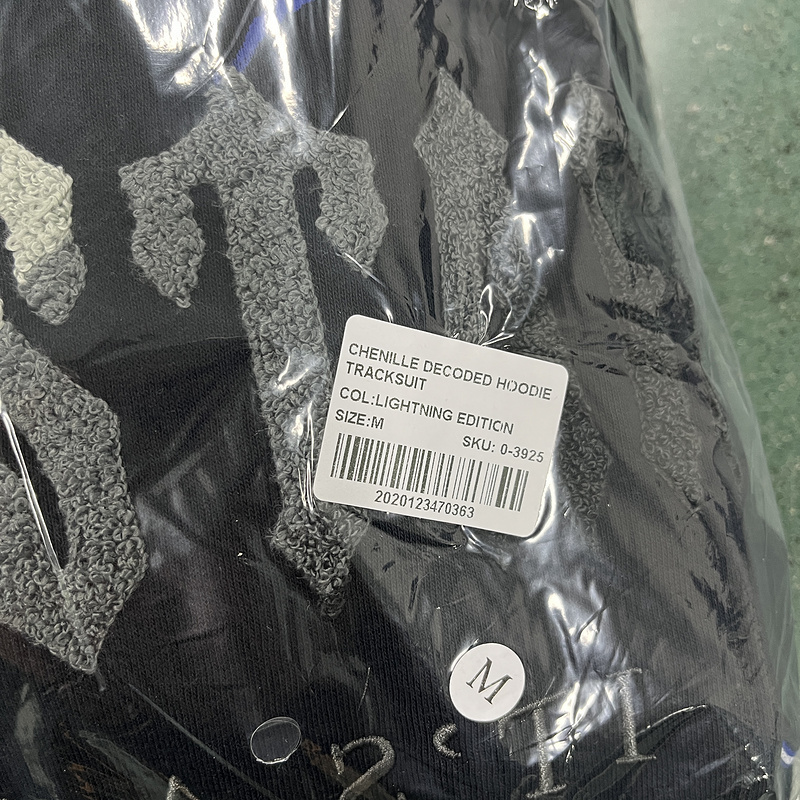 CHENILLE DECODED HOODIE
TRACKSUIT
COL:LIGHTNING EDITION
SIZE:M
SKU: 0-3925
2020123470363
M